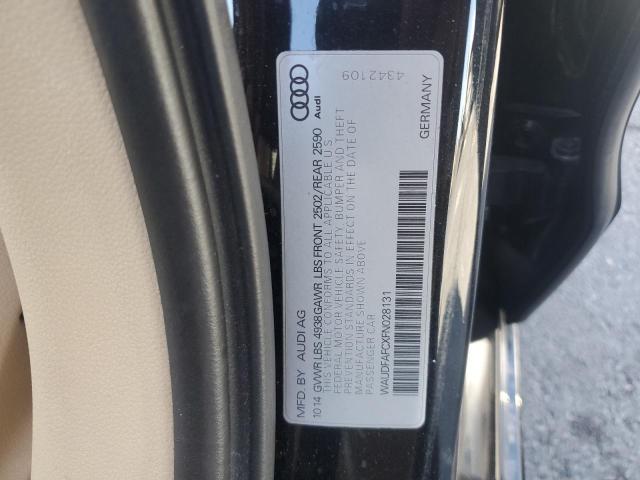 MFD. BY AUDI AG
Audi
10 14 GVWR LBS 4938 GAWR LBS FRONT 2502/REAR 2590
THIS VEHICLE CONFORMS TO ALL APPLICABLE U S
FEDERAL MOTOR VEHICLE SAFETY, BUMPER AND THEFT
PREVENTION STANDARDS IN EFFECT ON THE DATE OF
MANUFACTURE SHOWN ABOVE
PASSENGER CAR
4342109
WAUDFAFCXFN028131
GERMANY